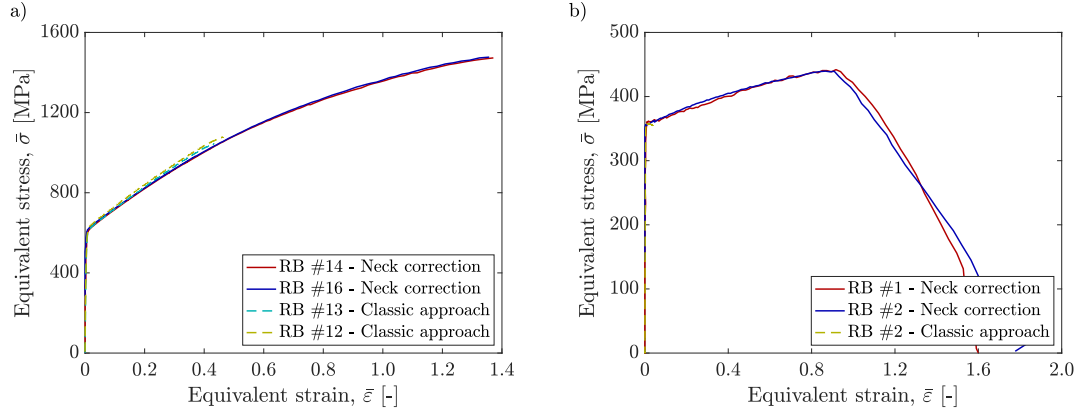 a)
1600
1200
800
400
0
Equivalent stress, σ̄ [MPa]
RB #14 - Neck correction
RB #16 - Neck correction
RB #13 - Classic approach
RB #12 - Classic approach
0 0.2 0.4 0.6 0.8 1.0 1.2 1.4
Equivalent strain, ε̄ [-]
b)
500
400
300
200
100
0
Equivalent stress, σ̄ [MPa]
RB #1 - Neck correction
RB #2 - Neck correction
RB #2 - Classic approach
0 0.4 0.8 1.2 1.6 2.0
Equivalent strain, ε̄ [-]